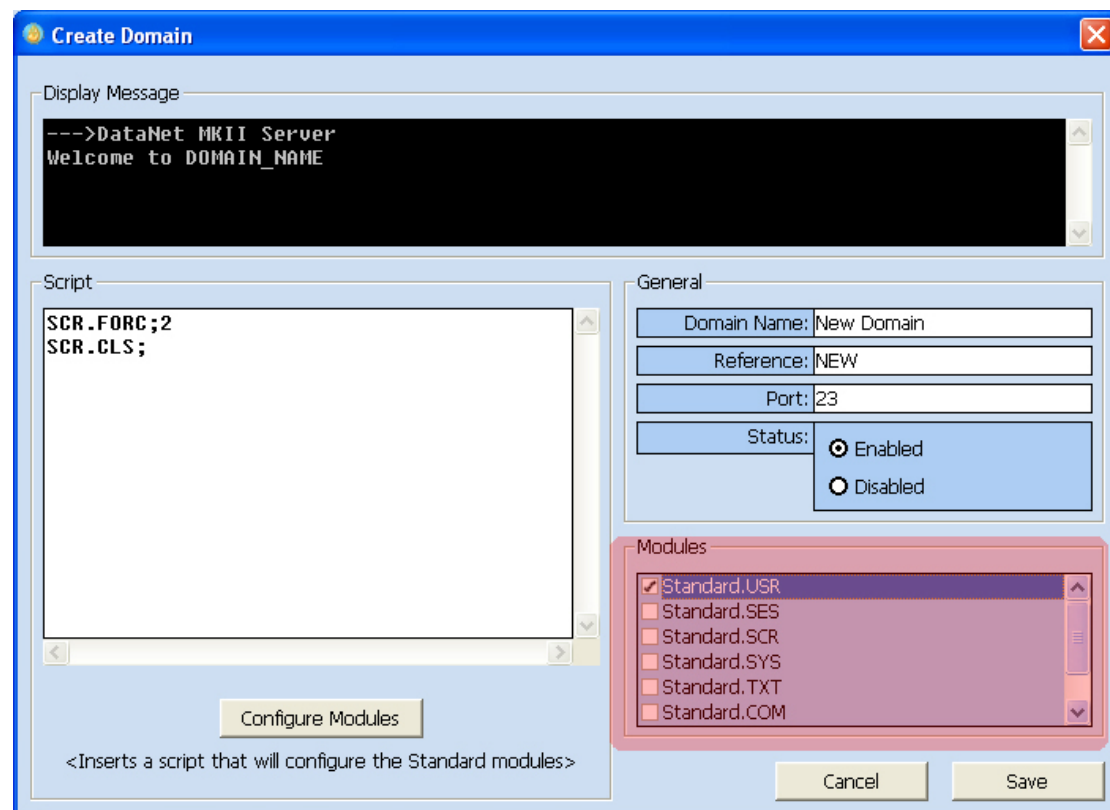 Create Domain
Display Message
--->DataNet MKII Server
Welcome to DOMAIN_NAME
Script
SCR.FORC;2
SCR.CLS;
Configure Modules
<Inserts a script that will configure the Standard modules>
General
Domain Name: New Domain
Reference: NEW
Port: 23
Status:
Enabled
Disabled
Modules
Standard.USR
Standard.SES
Standard.SCR
Standard.SYS
Standard.TXT
Standard.COM
Cancel
Save